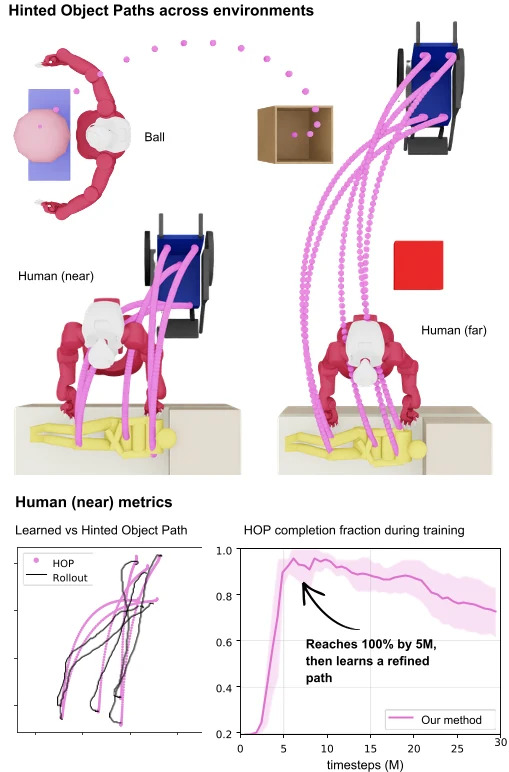 Hinted Object Paths across environments
Ball
Human (near)
Human (far)
Human (near) metrics
Learned vs Hinted Object Path
HOP
Rollout
HOP completion fraction during training
1.0
0.8
0.6
0.4
0.2
Reaches 100% by 5M,
then learns a refined
path
Our method
0 5 10 15 20 25 30
timesteps (M)